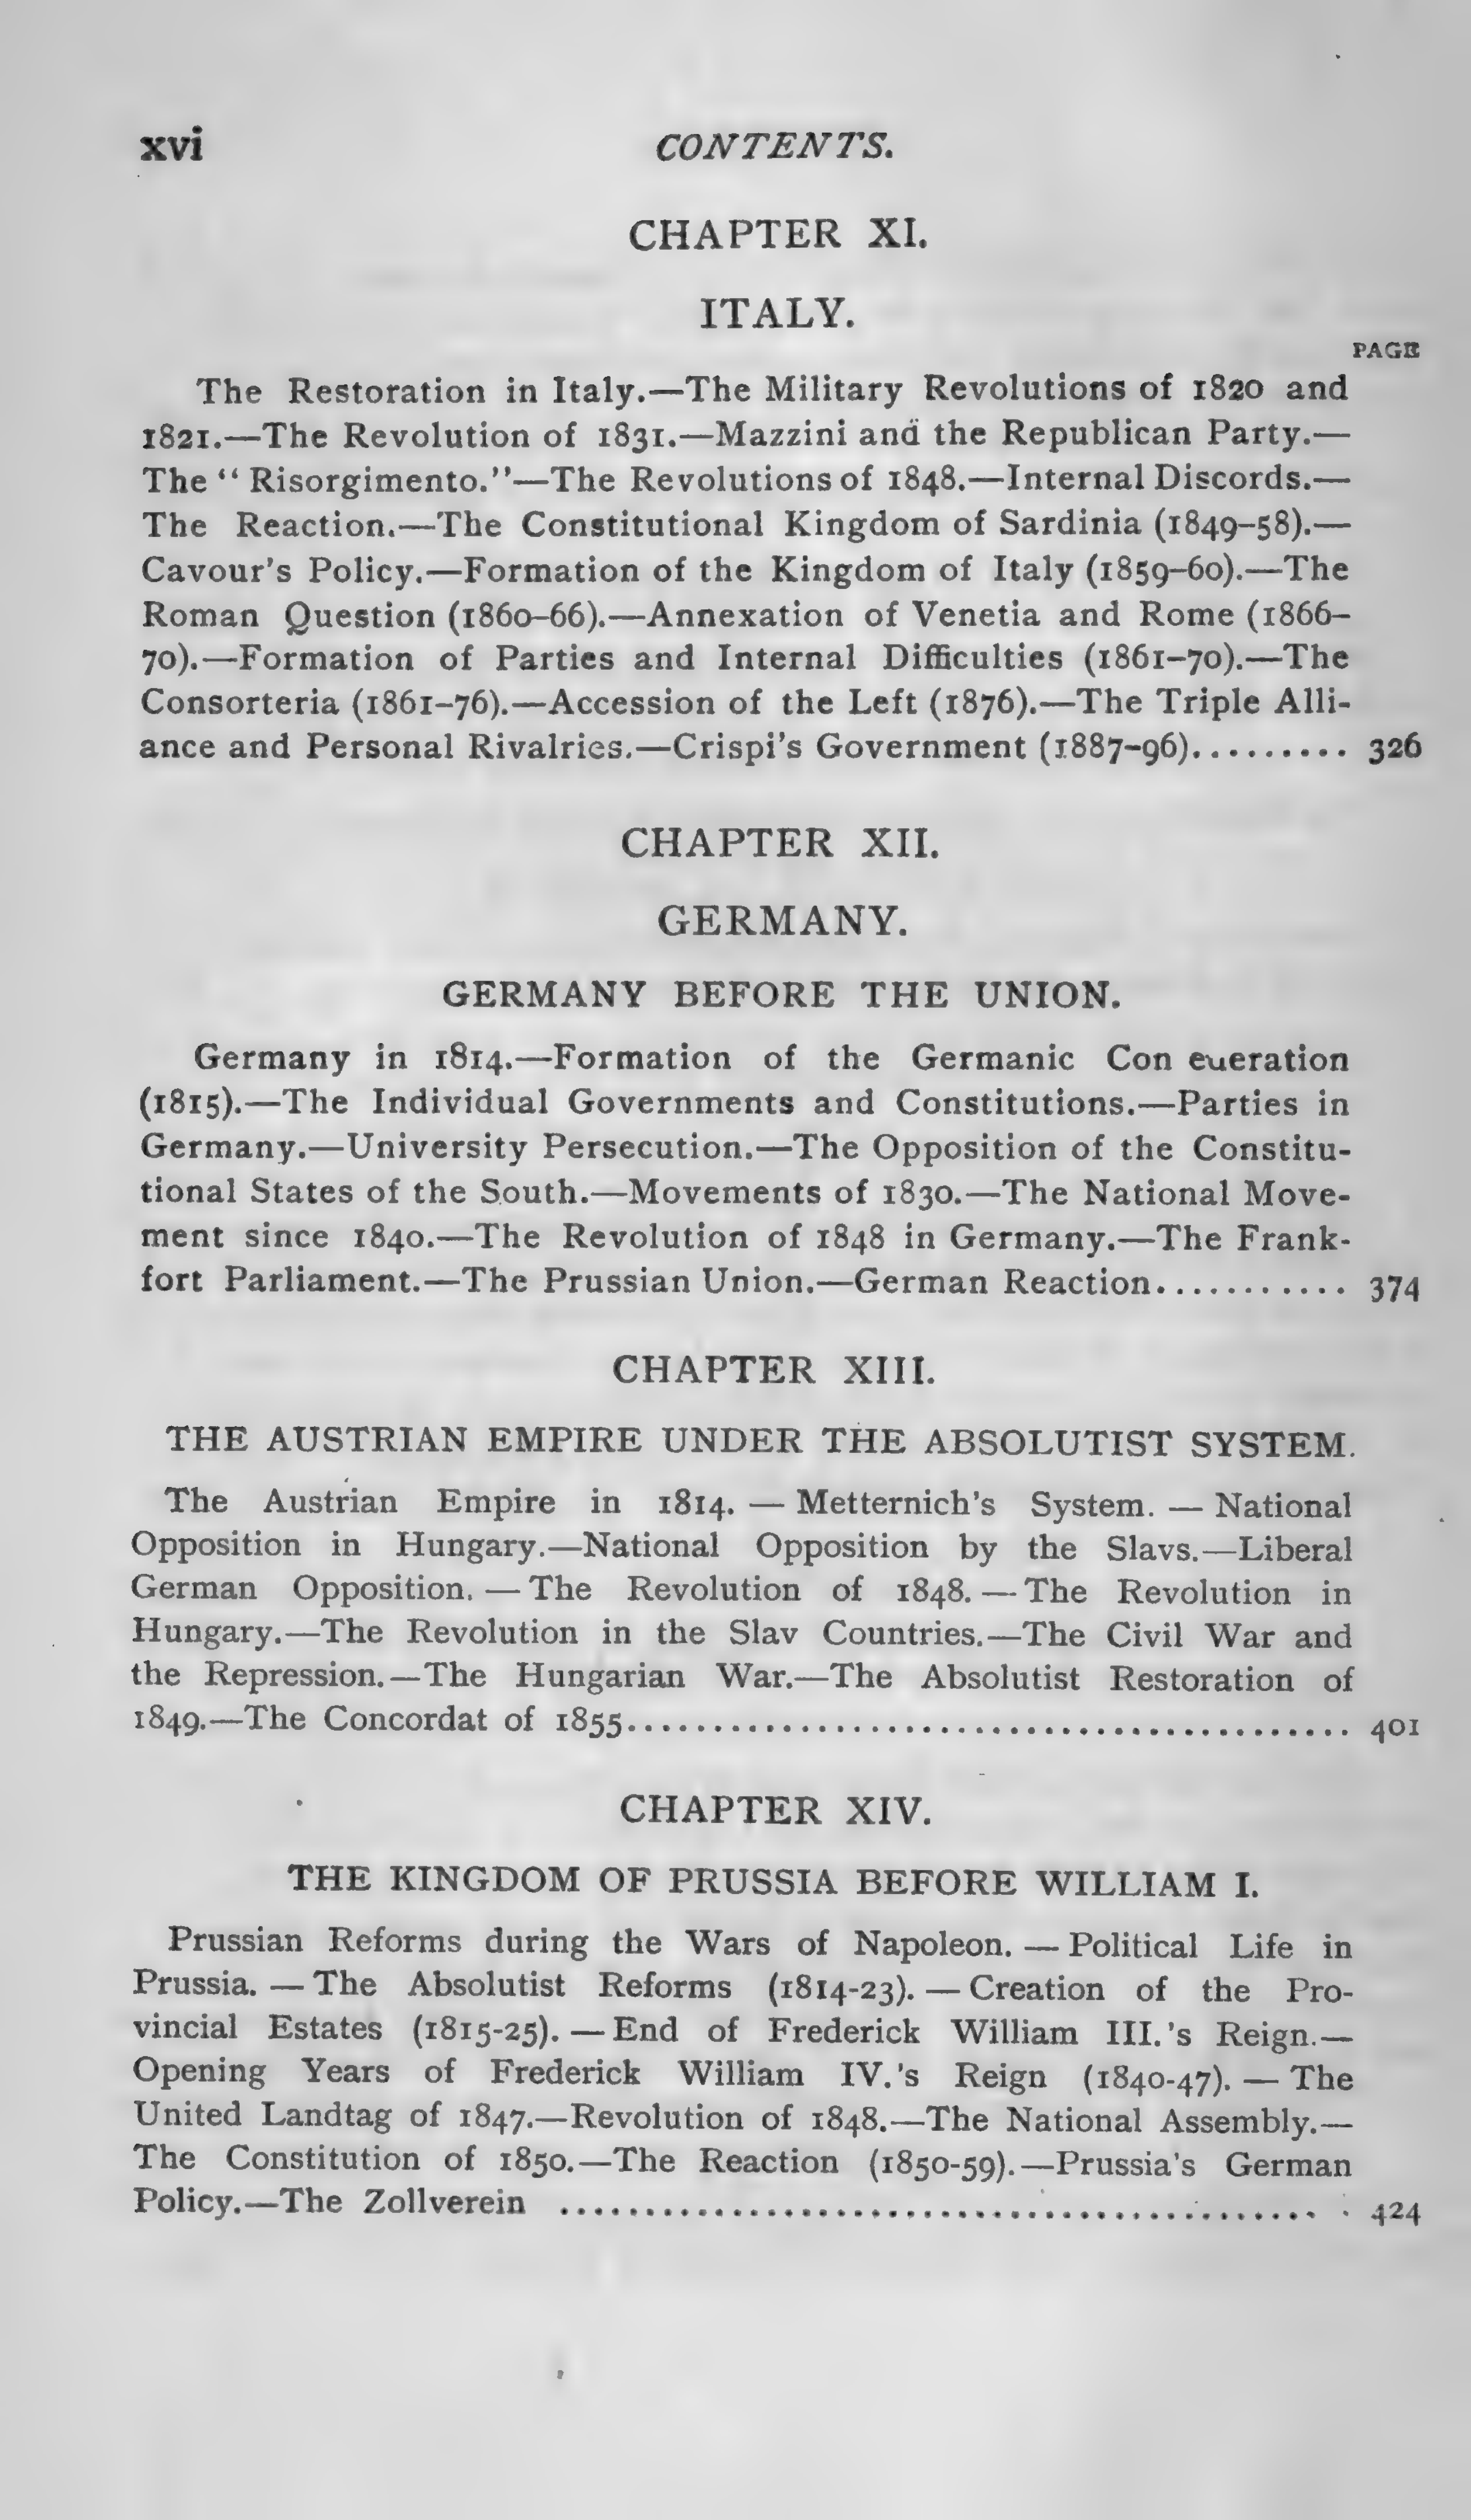 xvi CONTENTS.
CHAPTER XI.
ITALY.
PAGE
The Restoration in Italy.—The Military Revolutions of 1820 and
1821.—The Revolution of 1831.—Mazzini and the Republican Party.—
The “Risorgimento.”—The Revolutions of 1848.—Internal Discords.—
The Reaction.—The Constitutional Kingdom of Sardinia (1849–58).—
Cavour's Policy.—Formation of the Kingdom of Italy (1859–60).—The
Roman Question (1860–66).—Annexation of Venetia and Rome (1866–
70).—Formation of Parties and Internal Difficulties (1861–70).—The
Consorteria (1861–76).—Accession of the Left (1876).—The Triple Alli-
ance and Personal Rivalries.—Crispi's Government (1887–96)......... 326
CHAPTER XII.
GERMANY.
GERMANY BEFORE THE UNION.
Germany in 1814.—Formation of the Germanic Con eueration
(1815).—The Individual Governments and Constitutions.—Parties in
Germany.—University Persecution.—The Opposition of the Constitu-
tional States of the South.—Movements of 1830.—The National Move-
ment since 1840.—The Revolution of 1848 in Germany.—The Frank-
fort Parliament.—The Prussian Union.—German Reaction........... 374
CHAPTER XIII.
THE AUSTRIAN EMPIRE UNDER THE ABSOLUTIST SYSTEM.
The Austrian Empire in 1814. — Metternich's System. — National
Opposition in Hungary.—National Opposition by the Slavs.—Liberal
German Opposition. — The Revolution of 1848. — The Revolution in
Hungary.—The Revolution in the Slav Countries.—The Civil War and
the Repression.—The Hungarian War.—The Absolutist Restoration of
1849.—The Concordat of 1855.......................................... 401
CHAPTER XIV.
THE KINGDOM OF PRUSSIA BEFORE WILLIAM I.
Prussian Reforms during the Wars of Napoleon. — Political Life in
Prussia. — The Absolutist Reforms (1814-23). — Creation of the Pro-
vincial Estates (1815-25). — End of Frederick William III.'s Reign.—
Opening Years of Frederick William IV.'s Reign (1840-47). — The
United Landtag of 1847.—Revolution of 1848.—The National Assembly.—
The Constitution of 1850.—The Reaction (1850-59).—Prussia's German
Policy.—The Zollverein ............................................. 424